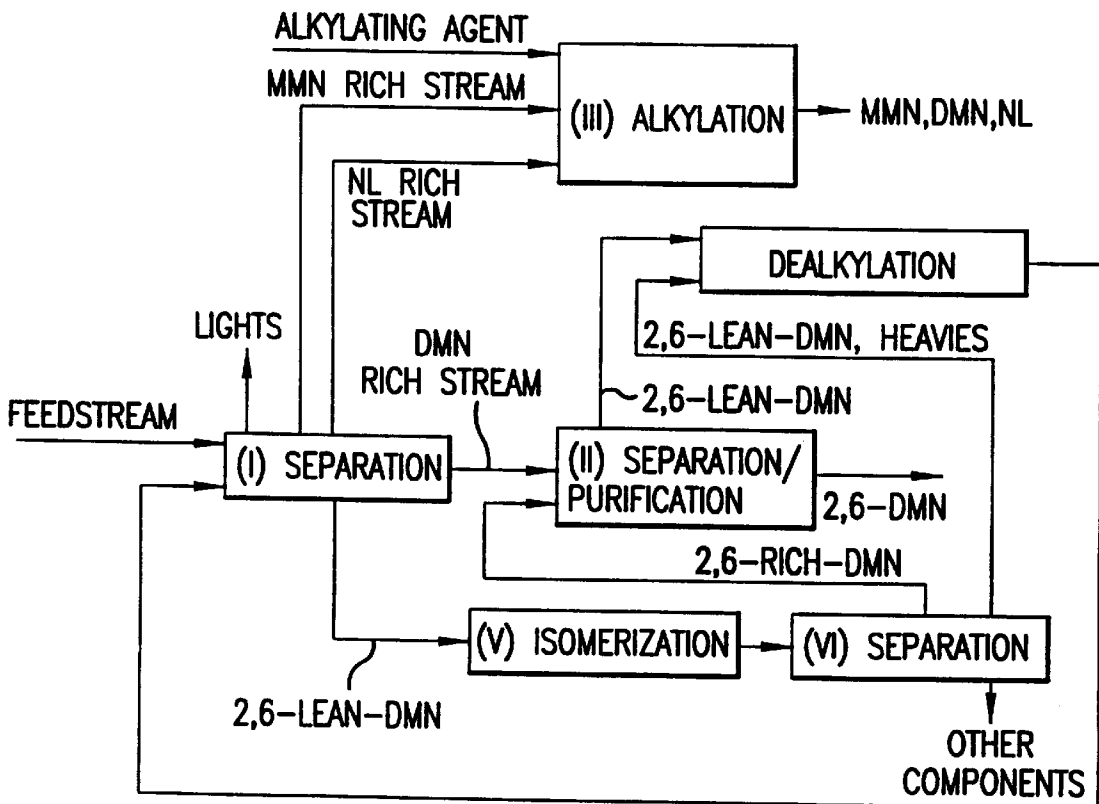 ALKYLATING AGENT
MMN RICH STREAM
(III) ALKYLATION
MMN,DMN,NL
NL RICH
STREAM
DEALKYLATION
LIGHTS
2,6-LEAN-DMN, HEAVIES
DMN
RICH STREAM
2,6-LEAN-DMN
FEEDSTREAM
(I) SEPARATION
(II) SEPARATION/
PURIFICATION
2,6-DMN
2,6-RICH-DMN
(V) ISOMERIZATION
(VI) SEPARATION
2,6-LEAN-DMN
OTHER
COMPONENTS